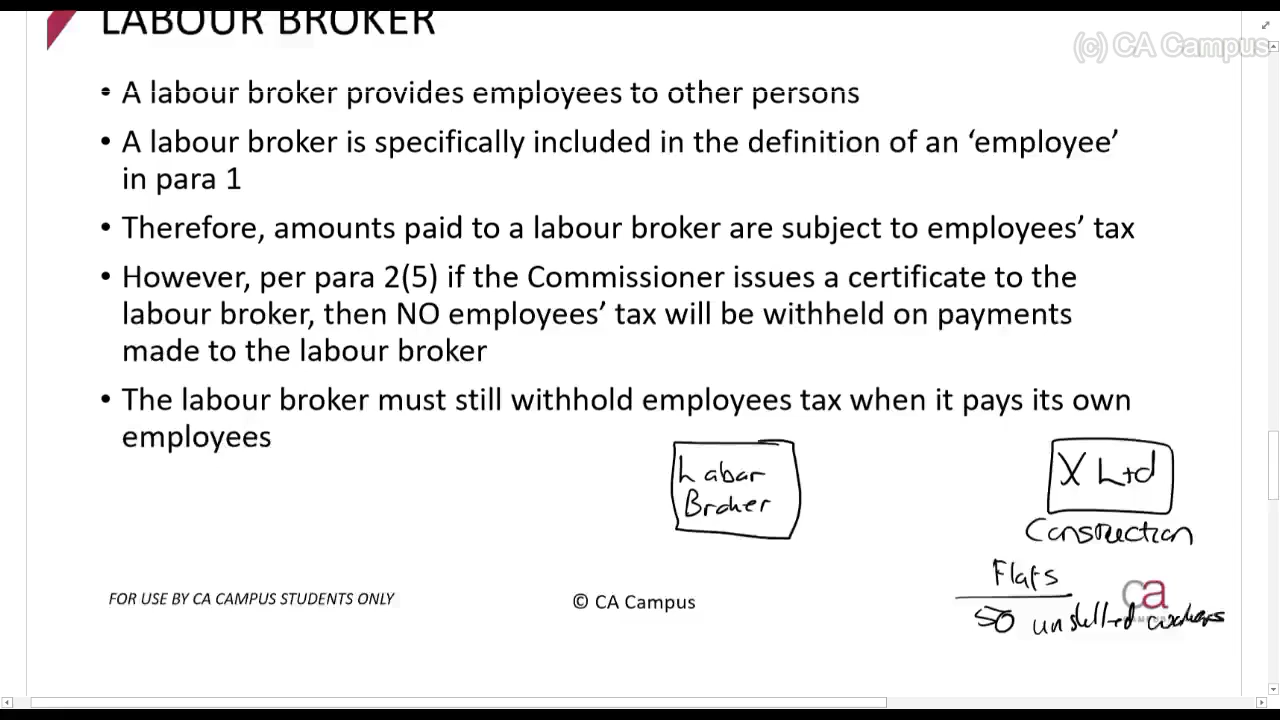 LABOUR BROKER
(c) CA Campus
• A labour broker provides employees to other persons
• A labour broker is specifically included in the definition of an ‘employee’
in para 1
• Therefore, amounts paid to a labour broker are subject to employees’ tax
• However, per para 2(5) if the Commissioner issues a certificate to the
labour broker, then NO employees’ tax will be withheld on payments
made to the labour broker
• The labour broker must still withhold employees tax when it pays its own
employees
Labar
Broker
X Ltd
Construction
Flats
50 unskilled workers
ca
FOR USE BY CA CAMPUS STUDENTS ONLY
© CA Campus